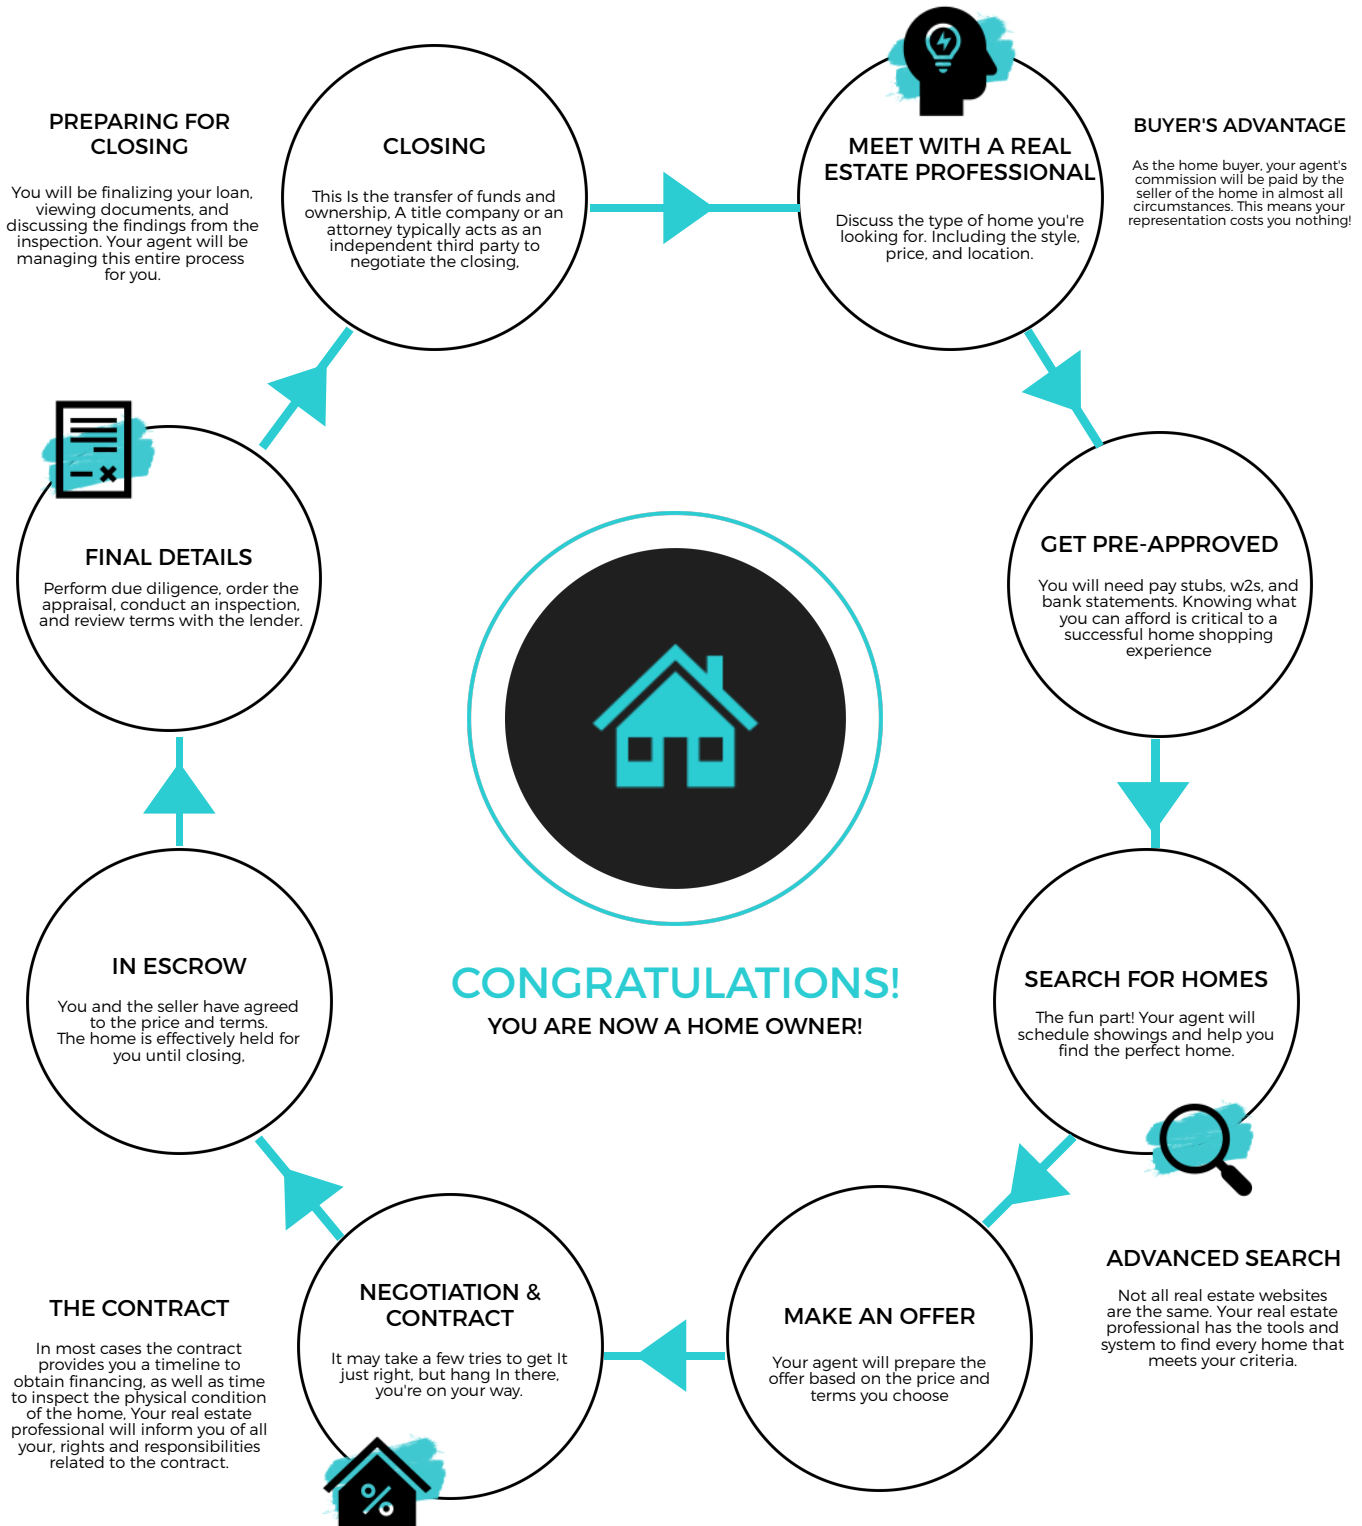 PREPARING FOR
CLOSING
You will be finalizing your loan,
viewing documents, and
discussing the findings from the
inspection. Your agent will be
managing this entire process
for you.
CLOSING
This Is the transfer of funds and
ownership, A title company or an
attorney typically acts as an
independent third party to
negotiate the closing,
MEET WITH A REAL
ESTATE PROFESSIONAL
Discuss the type of home you're
looking for. Including the style,
price, and location.
BUYER'S ADVANTAGE
As the home buyer, your agent's
commission will be paid by the
seller of the home in almost all
circumstances. This means your
representation costs you nothing!
GET PRE-APPROVED
You will need pay stubs, w2s, and
bank statements. Knowing what
you can afford is critical to a
successful home shopping
experience
SEARCH FOR HOMES
The fun part! Your agent will
schedule showings and help you
find the perfect home.
ADVANCED SEARCH
Not all real estate websites
are the same. Your real estate
professional has the tools and
system to find every home that
meets your criteria.
MAKE AN OFFER
Your agent will prepare the
offer based on the price and
terms you choose
NEGOTIATION &
CONTRACT
It may take a few tries to get It
just right, but hang In there,
you're on your way.
%
THE CONTRACT
In most cases the contract
provides you a timeline to
obtain financing, as well as time
to inspect the physical condition
of the home, Your real estate
professional will inform you of all
your, rights and responsibilities
related to the contract.
IN ESCROW
You and the seller have agreed
to the price and terms.
The home is effectively held for
you until closing,
FINAL DETAILS
Perform due diligence, order the
appraisal, conduct an inspection,
and review terms with the lender.
CONGRATULATIONS!
YOU ARE NOW A HOME OWNER!